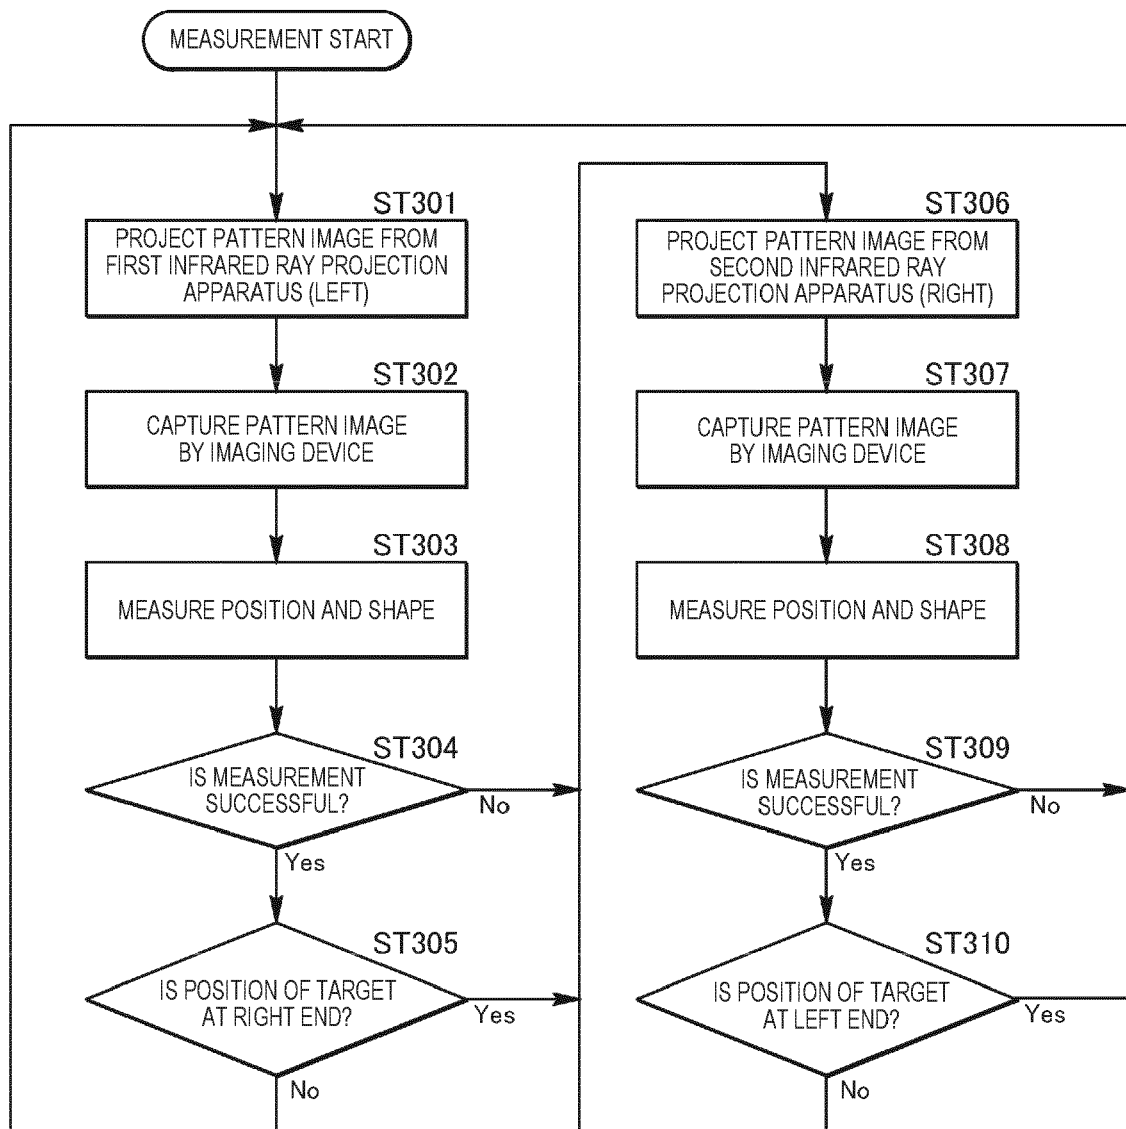 MEASUREMENT START
ST301
PROJECT PATTERN IMAGE FROM
FIRST INFRARED RAY PROJECTION
APPARATUS (LEFT)
ST302
CAPTURE PATTERN IMAGE
BY IMAGING DEVICE
ST303
MEASURE POSITION AND SHAPE
ST304
IS MEASUREMENT
SUCCESSFUL?
No
Yes
ST305
IS POSITION OF TARGET
AT RIGHT END?
Yes
No
ST306
PROJECT PATTERN IMAGE FROM
SECOND INFRARED RAY
PROJECTION APPARATUS (RIGHT)
ST307
CAPTURE PATTERN IMAGE
BY IMAGING DEVICE
ST308
MEASURE POSITION AND SHAPE
ST309
IS MEASUREMENT
SUCCESSFUL?
No
Yes
ST310
IS POSITION OF TARGET
AT LEFT END?
Yes
No